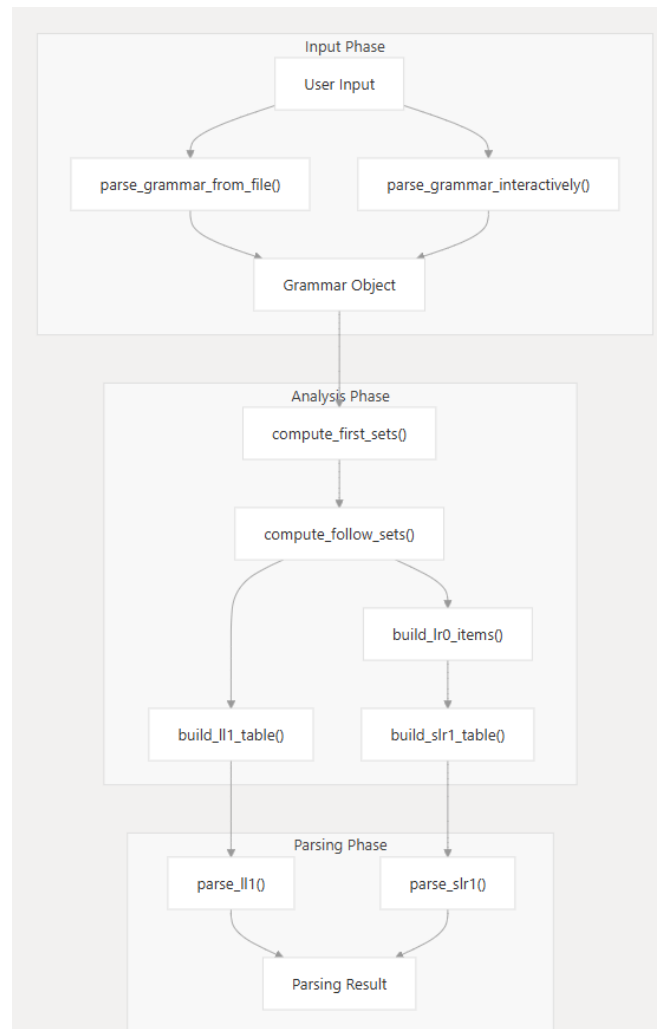 Input Phase
User Input
parse_grammar_from_file()
parse_grammar_interactively()
Grammar Object
Analysis Phase
compute_first_sets()
compute_follow_sets()
build_lr0_items()
build_ll1_table()
build_slr1_table()
Parsing Phase
parse_ll1()
parse_slr1()
Parsing Result